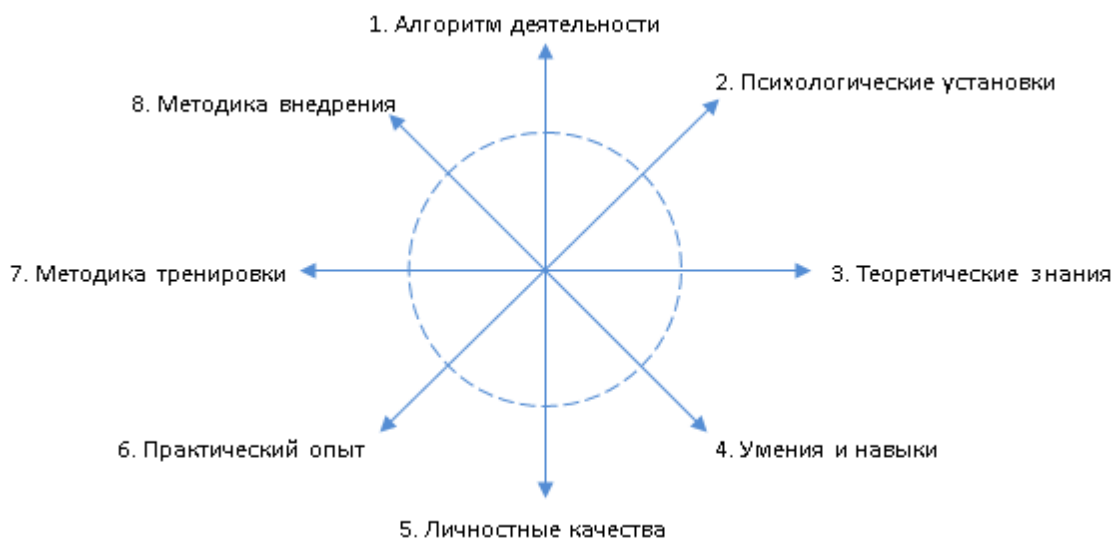 1. Алгоритм деятельности
2. Психологические установки
3. Теоретические знания
4. Умения и навыки
5. Личностные качества
6. Практический опыт
7. Методика тренировки
8. Методика внедрения